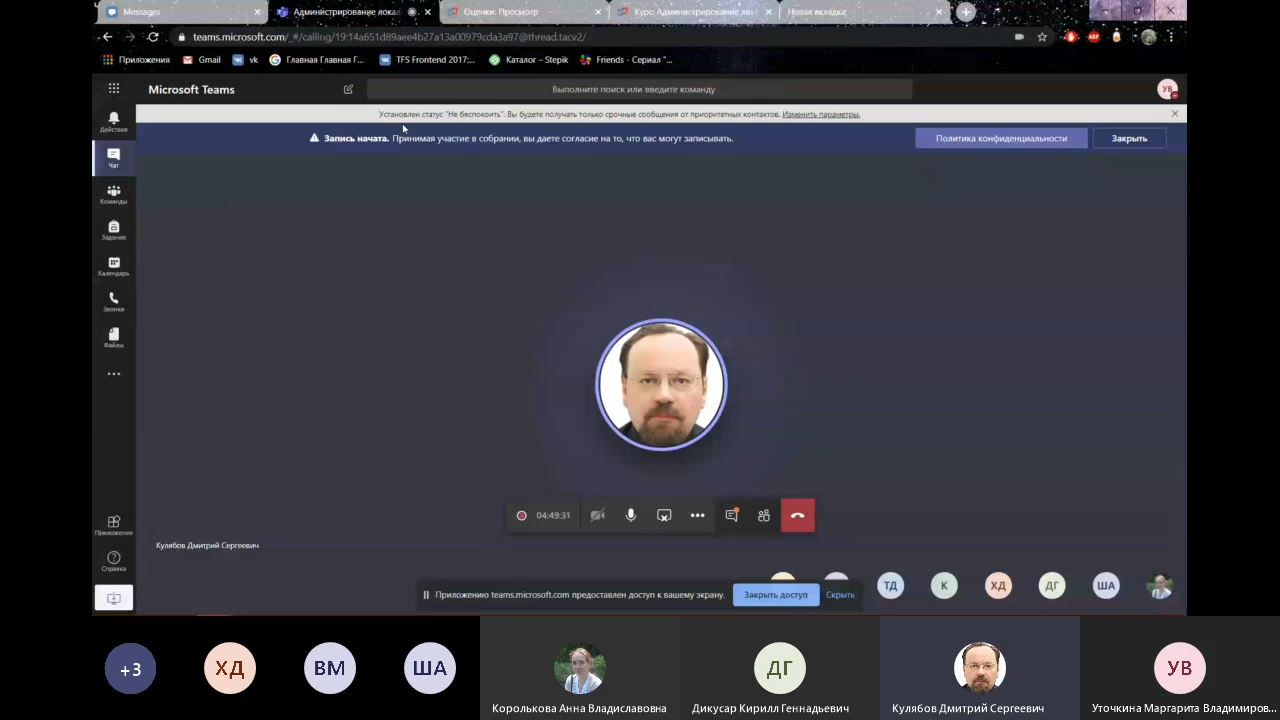 Messages
Администрирование лока
Оценки: Просмотр
Курс: Администрирование ло
Новая вкладка
teams.microsoft.com/_#/calling/19:14a651d89aee4b27a13a00979cda3a97@thread.tacv2/
ABP
Приложения Gmail vk Главная Главная Г... TFS Frontend 2017:... Каталог – Stepik Friends - Сериал "...
Microsoft Teams
Выполните поиск или введите команду
УВ
Установлен статус "Не беспокоить". Вы будете получать только срочные сообщения от приоритетных контактов. Изменить параметры.
Запись начата. Принимая участие в собрании, вы даете согласие на то, что вас могут записывать.
Политика конфиденциальности
Закрыть
Действия
Чат
Команды
Задания
Календарь
Звонки
Файлы
Приложения
Справка
04:49:31
Кулябов Дмитрий Сергеевич
ТД К ХД ДГ ША
Приложению teams.microsoft.com предоставлен доступ к вашему экрану.
Закрыть доступ
Скрыть
+3 ХД ВМ ША ДГ УВ
Королькова Анна Владиславовна
Дикусар Кирилл Геннадьевич
Кулябов Дмитрий Сергеевич
Уточкина Маргарита Владимиров...